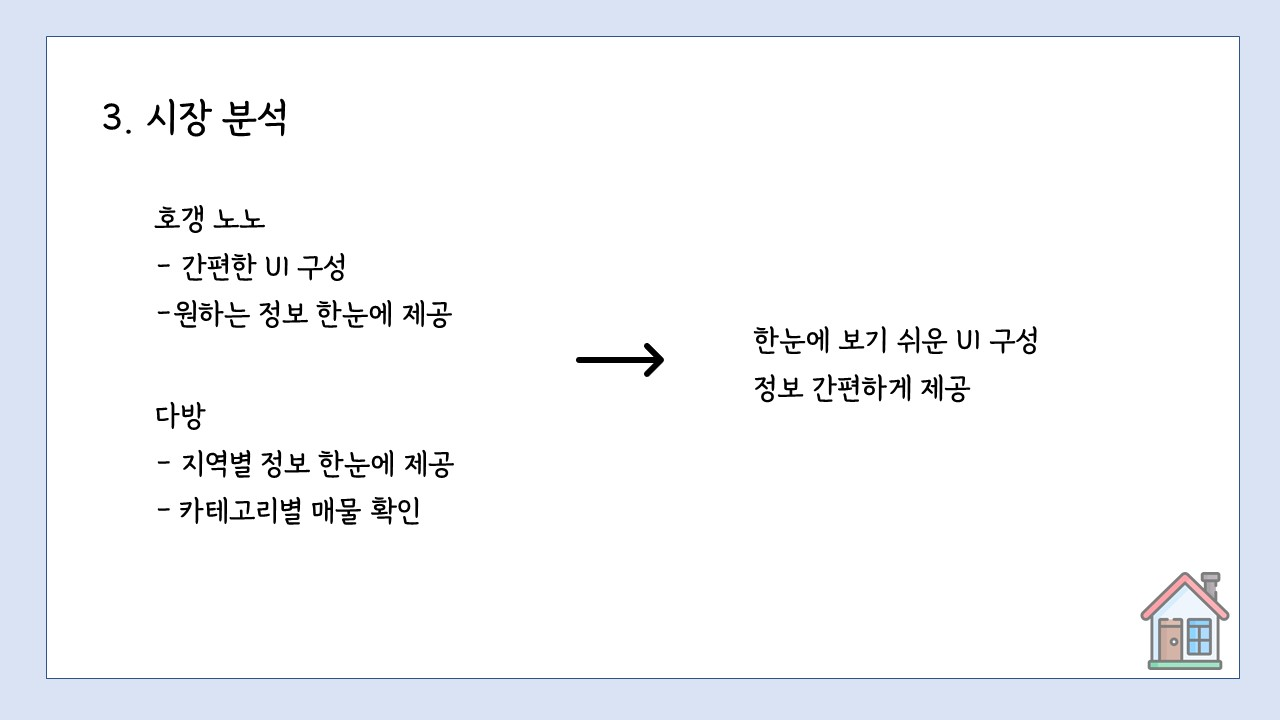 3. 시장 분석
호갱 노노
- 간편한 UI 구성
-원하는 정보 한눈에 제공
다방
- 지역별 정보 한눈에 제공
- 카테고리별 매물 확인
한눈에 보기 쉬운 UI 구성
정보 간편하게 제공